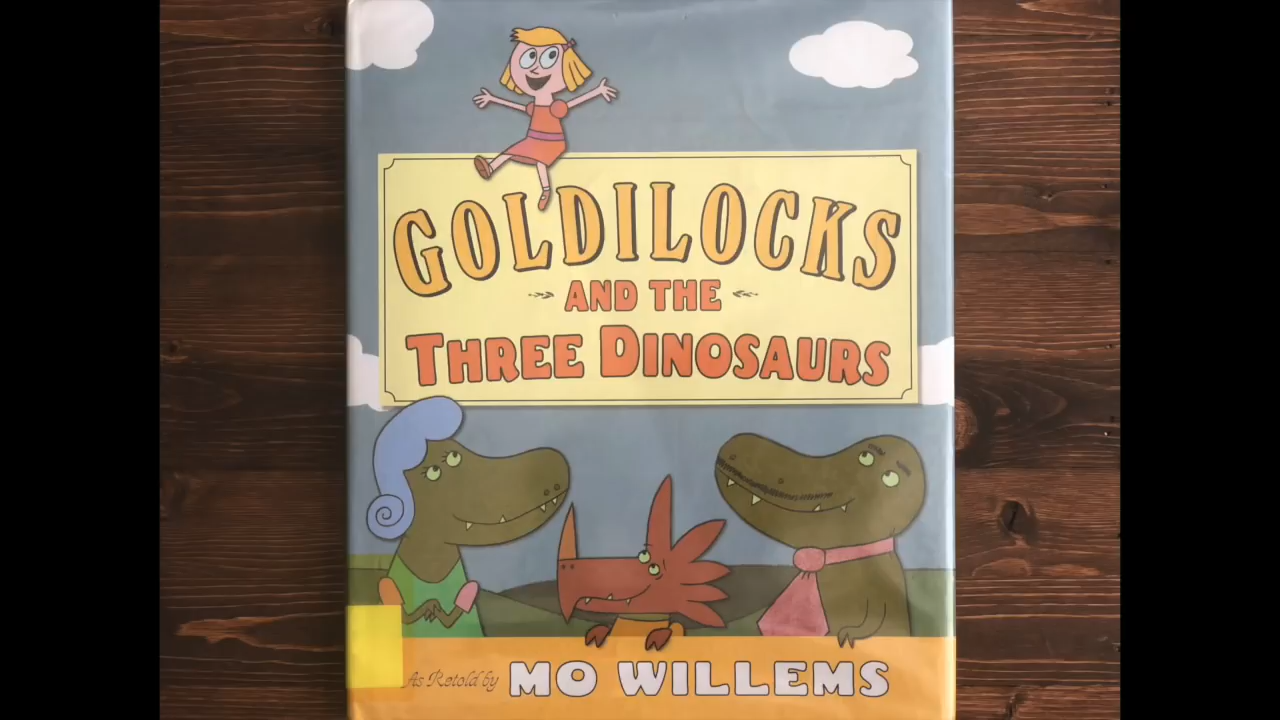 GOLDILOCKS
AND THE
THREE DINOSAURS
As Retold by MO WILLEMS